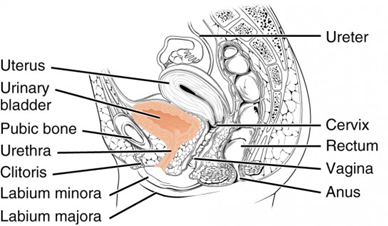 Uterus
Urinary
bladder
Pubic bone
Urethra
Clitoris
Labium minora
Labium majora
Ureter
Cervix
Rectum
Vagina
Anus